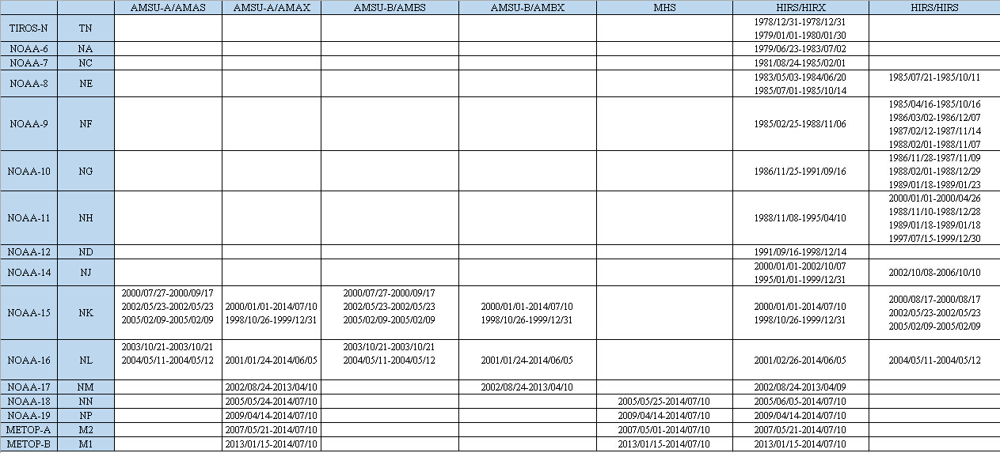 AMSU-A/AMAS AMSU-A/AMAX AMSU-B/AMBS AMSU-B/AMBX MHS HIRS/HIRX HIRS/HIRS
TIROS-N TN 1978/12/31-1978/12/31
1979/01/01-1980/01/30
NOAA-6 NA 1979/06/23-1983/07/02
NOAA-7 NC 1981/08/24-1985/02/01
NOAA-8 NE 1983/05/03-1984/06/20 1985/07/21-1985/10/11
1985/07/01-1985/10/14
1985/04/16-1985/10/16
NOAA-9 NF 1985/02/25-1988/11/06 1986/03/02-1986/12/07
1987/02/12-1987/11/14
1988/02/01-1988/11/07
1986/11/28-1987/11/09
NOAA-10 NG 1986/11/25-1991/09/16 1988/02/01-1988/12/29
1989/01/18-1989/01/23
2000/01/01-2000/04/26
NOAA-11 NH 1988/11/08-1995/04/10 1988/11/10-1988/12/28
1989/01/18-1989/01/18
1997/07/15-1999/12/30
NOAA-12 ND 1991/09/16-1998/12/14
NOAA-14 NJ 2000/01/01-2002/10/07 2002/10/08-2006/10/10
1995/01/01-1999/12/31
2000/07/27-2000/09/17 2000/07/27-2000/09/17 2000/08/17-2000/08/17
NOAA-15 NK 2002/05/23-2002/05/23 2000/01/01-2014/07/10 2002/05/23-2002/05/23 2000/01/01-2014/07/10 2000/01/01-2014/07/10 2002/05/23-2002/05/23
2005/02/09-2005/02/09 1998/10/26-1999/12/31 2005/02/09-2005/02/09 1998/10/26-1999/12/31 1998/10/26-1999/12/31 2005/02/09-2005/02/09
2003/10/21-2003/10/21 2003/10/21-2003/10/21
NOAA-16 NL 2004/05/11-2004/05/12 2001/01/24-2014/06/05 2004/05/11-2004/05/12 2001/01/24-2014/06/05 2001/02/26-2014/06/05 2004/05/11-2004/05/12
NOAA-17 NM 2002/08/24-2013/04/10 2002/08/24-2013/04/10 2002/08/24-2013/04/09
NOAA-18 NN 2005/05/24-2014/07/10 2005/05/25-2014/07/10 2005/06/05-2014/07/10
NOAA-19 NP 2009/04/14-2014/07/10 2009/04/14-2014/07/10 2009/04/14-2014/07/10
METOP-A M2 2007/05/21-2014/07/10 2007/05/01-2014/07/10 2007/05/21-2014/07/10
METOP-B M1 2013/01/15-2014/07/10 2013/01/15-2014/07/10 2013/01/15-2014/07/10